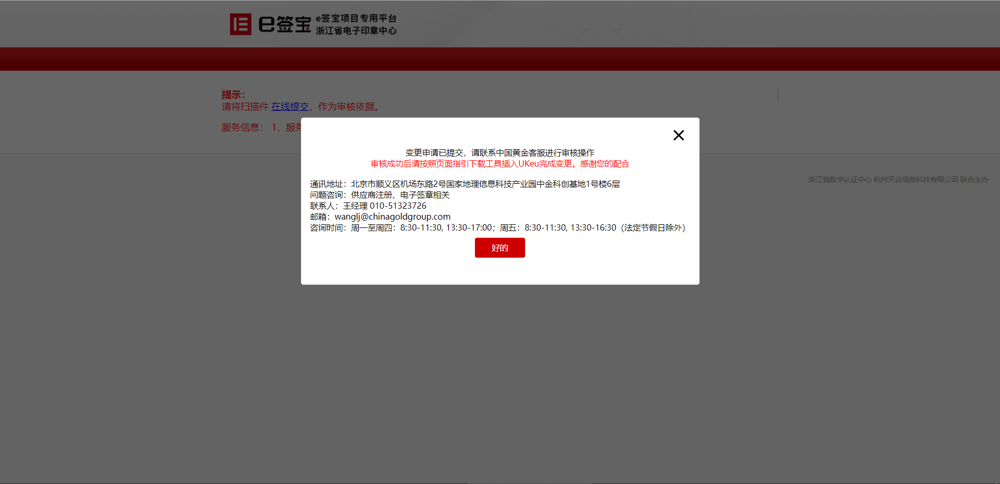 e签宝
e签宝项目专用平台
浙江省电子印章中心
提示：
请将扫描件 在线提交，作为审核依据。
服务信息： 1、服务
变更申请已提交，请联系中国黄金客服进行审核操作
审核成功后请按照页面指引下载工具插入UKeu完成变更。感谢您的配合
通讯地址：北京市顺义区机场东路2号国家地理信息科技产业园中金科创基地1号楼6层
问题咨询：供应商注册、电子签章相关
联系人：王经理 010-51323726
邮箱：wanglj@chinagoldgroup.com
咨询时间：周一至周四：8:30-11:30, 13:30-17:00；周五：8:30-11:30, 13:30-16:30（法定节假日除外）
好的
浙江省数字认证中心 杭州天谷信息科技有限公司 联合主办